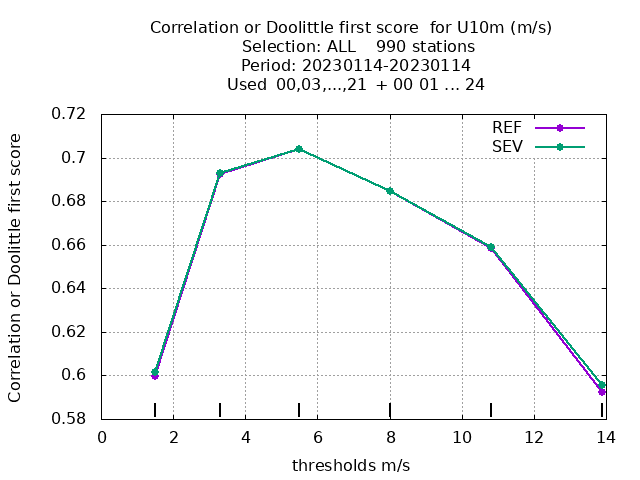 Correlation or Doolittle first score  for U10m (m/s)
Selection: ALL    990 stations
Period: 20230114-20230114
Used  00,03,...,21  + 00 01 ... 24
REF
SEV
Correlation or Doolittle first score
0.72
0.7
0.68
0.66
0.64
0.62
0.6
0.58
0 2 4 6 8 10 12 14
thresholds m/s